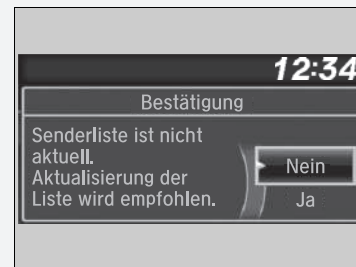 12:34
Bestätigung
Senderliste ist nicht
aktuell.
Aktualisierung der
Liste wird empfohlen.
Nein
Ja